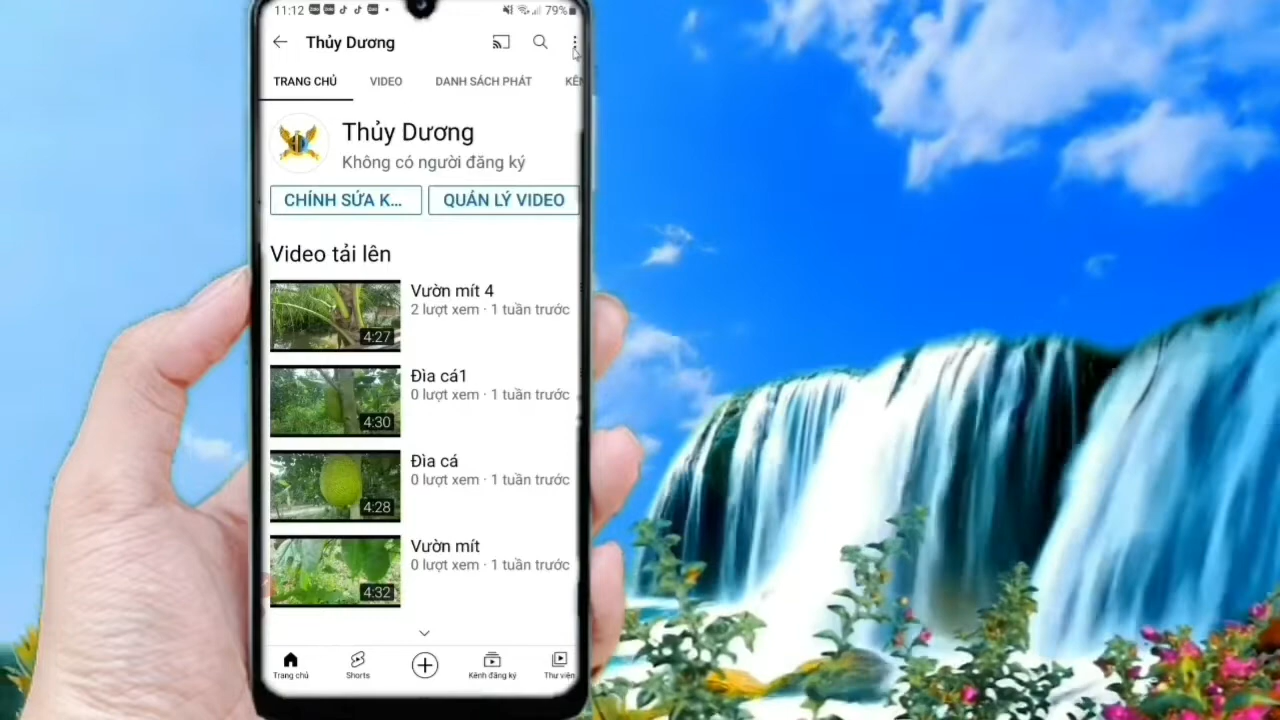 11:12
79%
Thủy Dương
TRANG CHỦ
VIDEO
DANH SÁCH PHÁT
KÊN
Thủy Dương
Không có người đăng ký
CHỈNH SỬA K...
QUẢN LÝ VIDEO
Video tải lên
Vườn mít 4
2 lượt xem · 1 tuần trước
4:27
Đìa cá1
0 lượt xem · 1 tuần trước
4:30
Đìa cá
0 lượt xem · 1 tuần trước
4:28
Vườn mít
0 lượt xem · 1 tuần trước
4:32
Trang chủ
Shorts
Kênh đăng ký
Thư viện